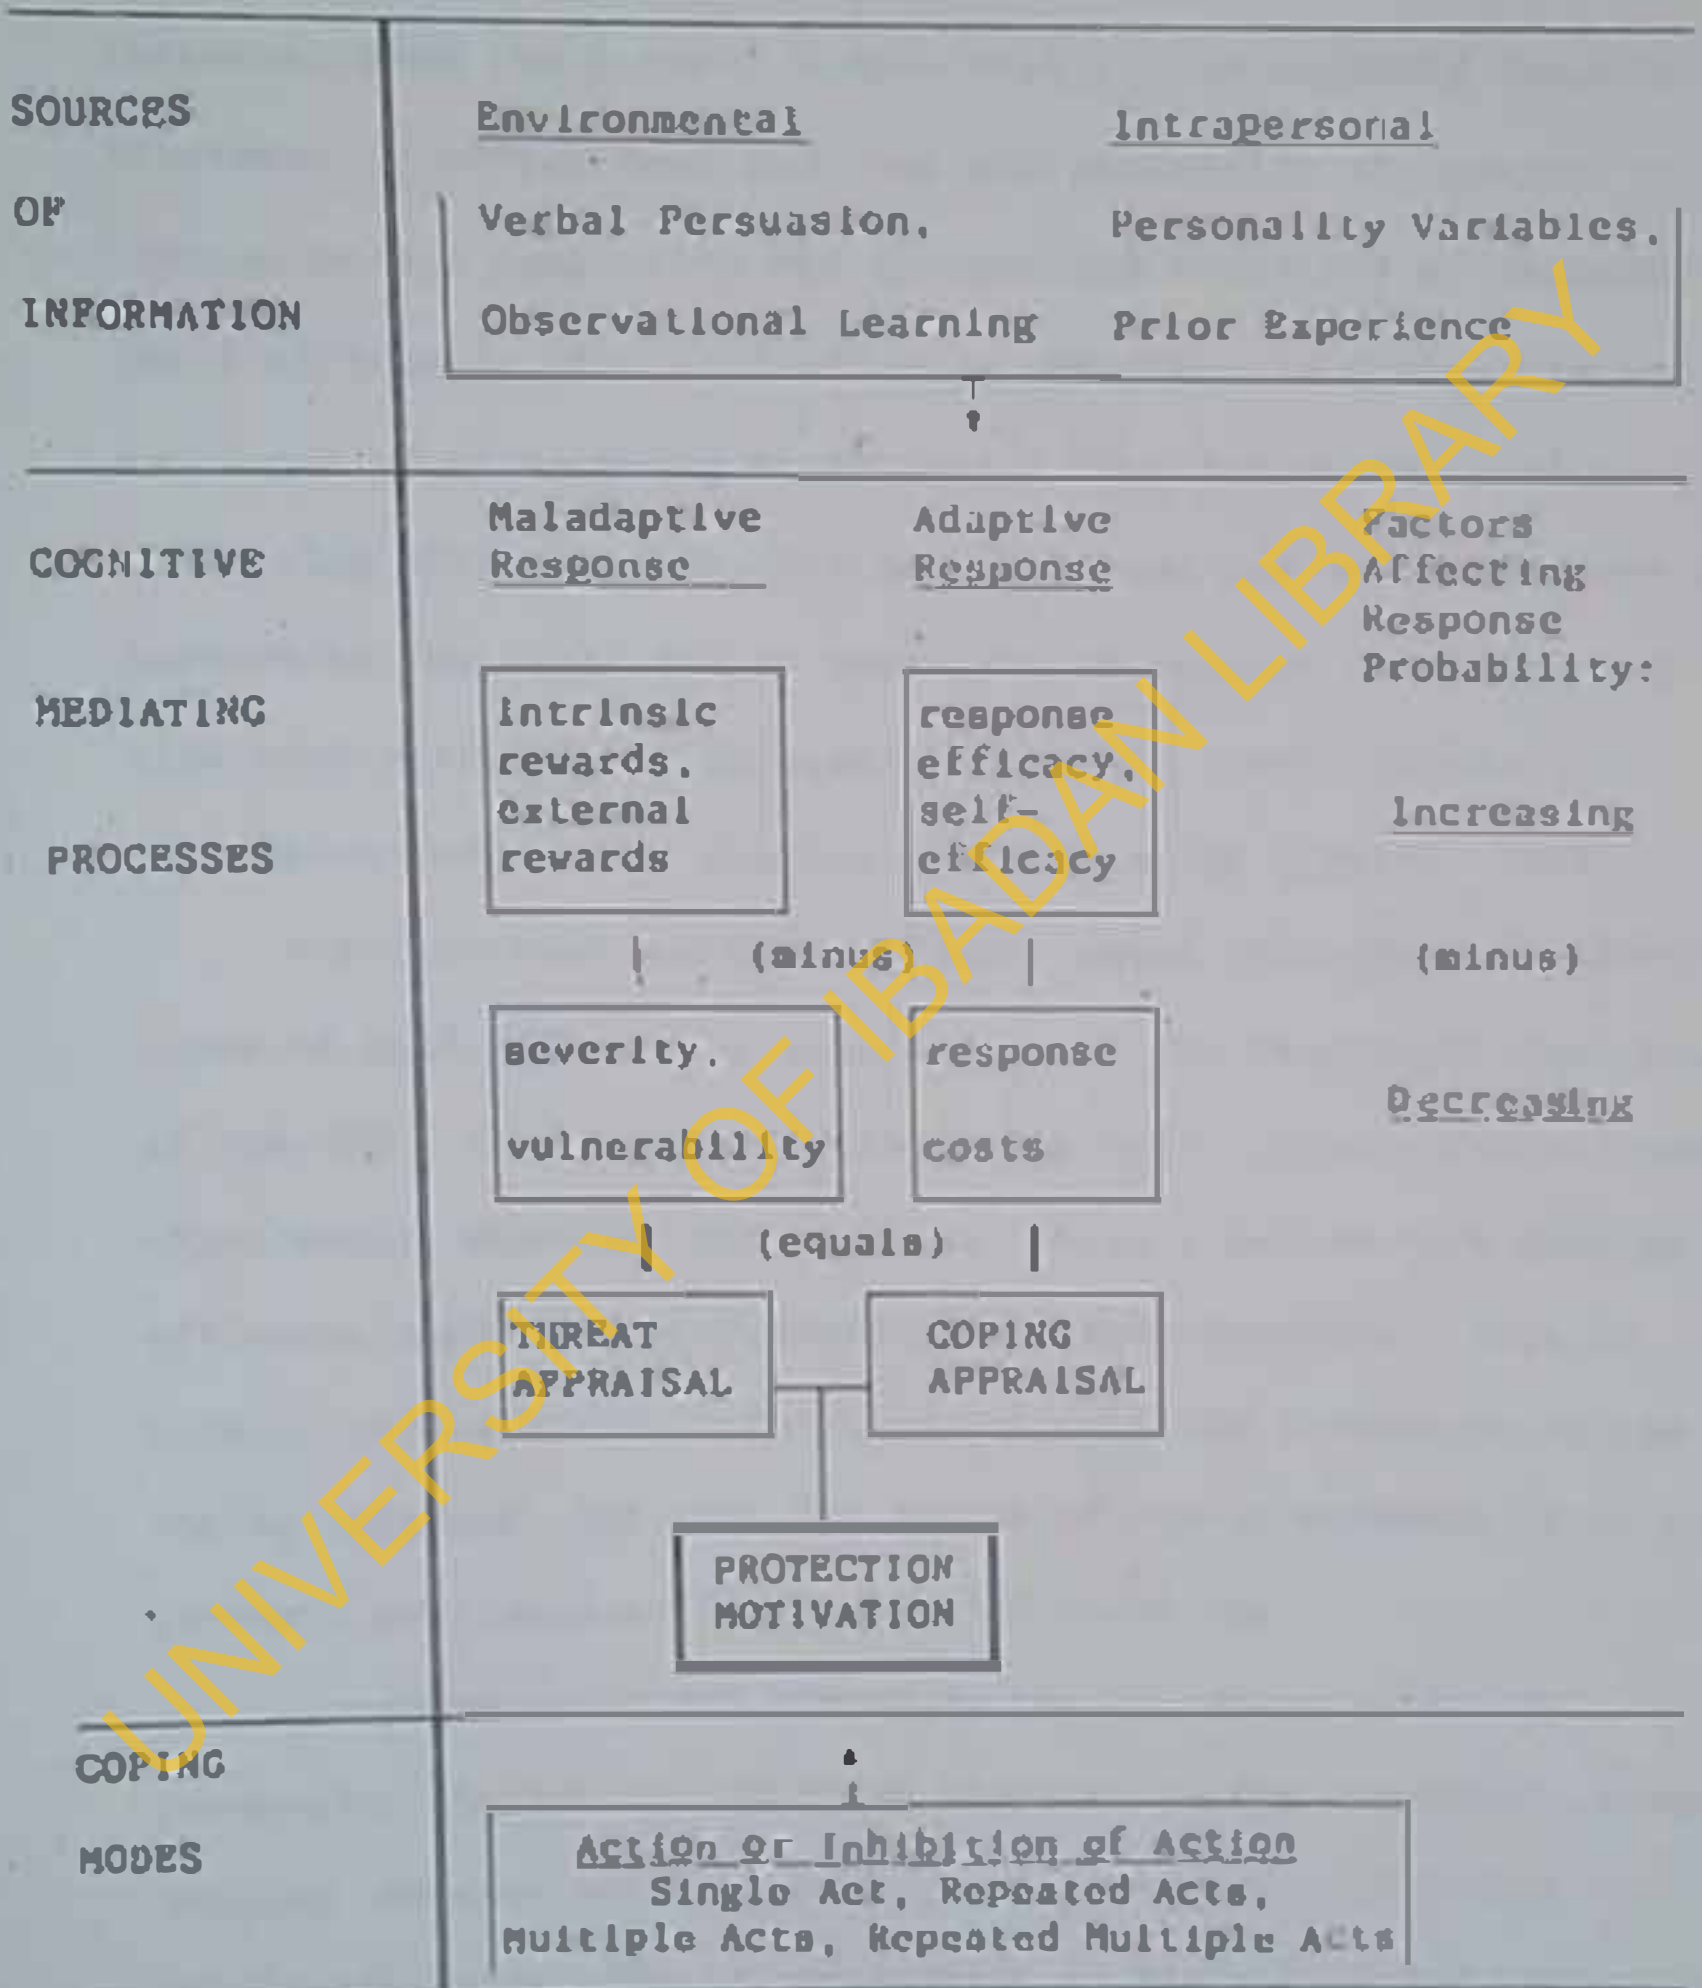 SOURCES
OF
INFORMATION
Environmental Intrapersonal
Verbal Persuasion, Personality Variables,
Observational Learning Prior Experience
COGNITIVE
MEDIATING
PROCESSES
Maladaptive
Response
Adaptive
Response
Factors
Affecting
Response
Probability:
intrinsic
rewards,
external
rewards
response
efficacy,
self-
efficacy
Increasing
(minus) (minus)
severity,
vulnerability
response
costs
Decreasing
(equals)
THREAT
APPRAISAL
COPING
APPRAISAL
PROTECTION
MOTIVATION
COPING
MODES
Action or Inhibition of Action
Single Act, Repeated Acts,
Multiple Acts, Repeated Multiple Acts
UNIVERSITY OF IBADAN LIBRARY